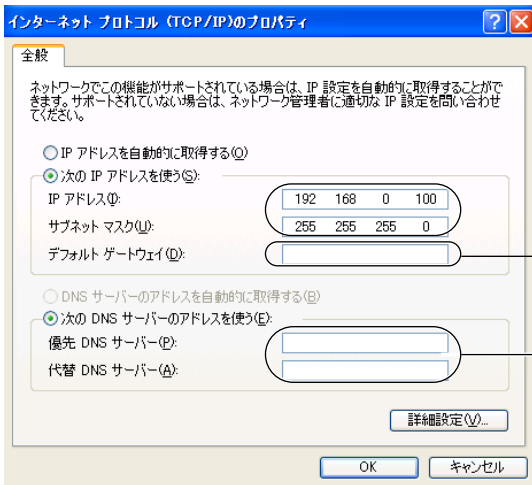 インターネット プロトコル (TCP/IP)のプロパティ
全般
ネットワークでこの機能がサポートされている場合は、IP 設定を自動的に取得することがで
きます。サポートされていない場合は、ネットワーク管理者に適切な IP 設定を問い合わせ
てください。
IP アドレスを自動的に取得する(O)
次の IP アドレスを使う(S):
IP アドレス(I): 192 168 0 100
サブネット マスク(U): 255 255 255 0
デフォルト ゲートウェイ(D):
DNS サーバーのアドレスを自動的に取得する(B)
次の DNS サーバーのアドレスを使う(E):
優先 DNS サーバー(P):
代替 DNS サーバー(A):
詳細設定(V)...
OK キャンセル